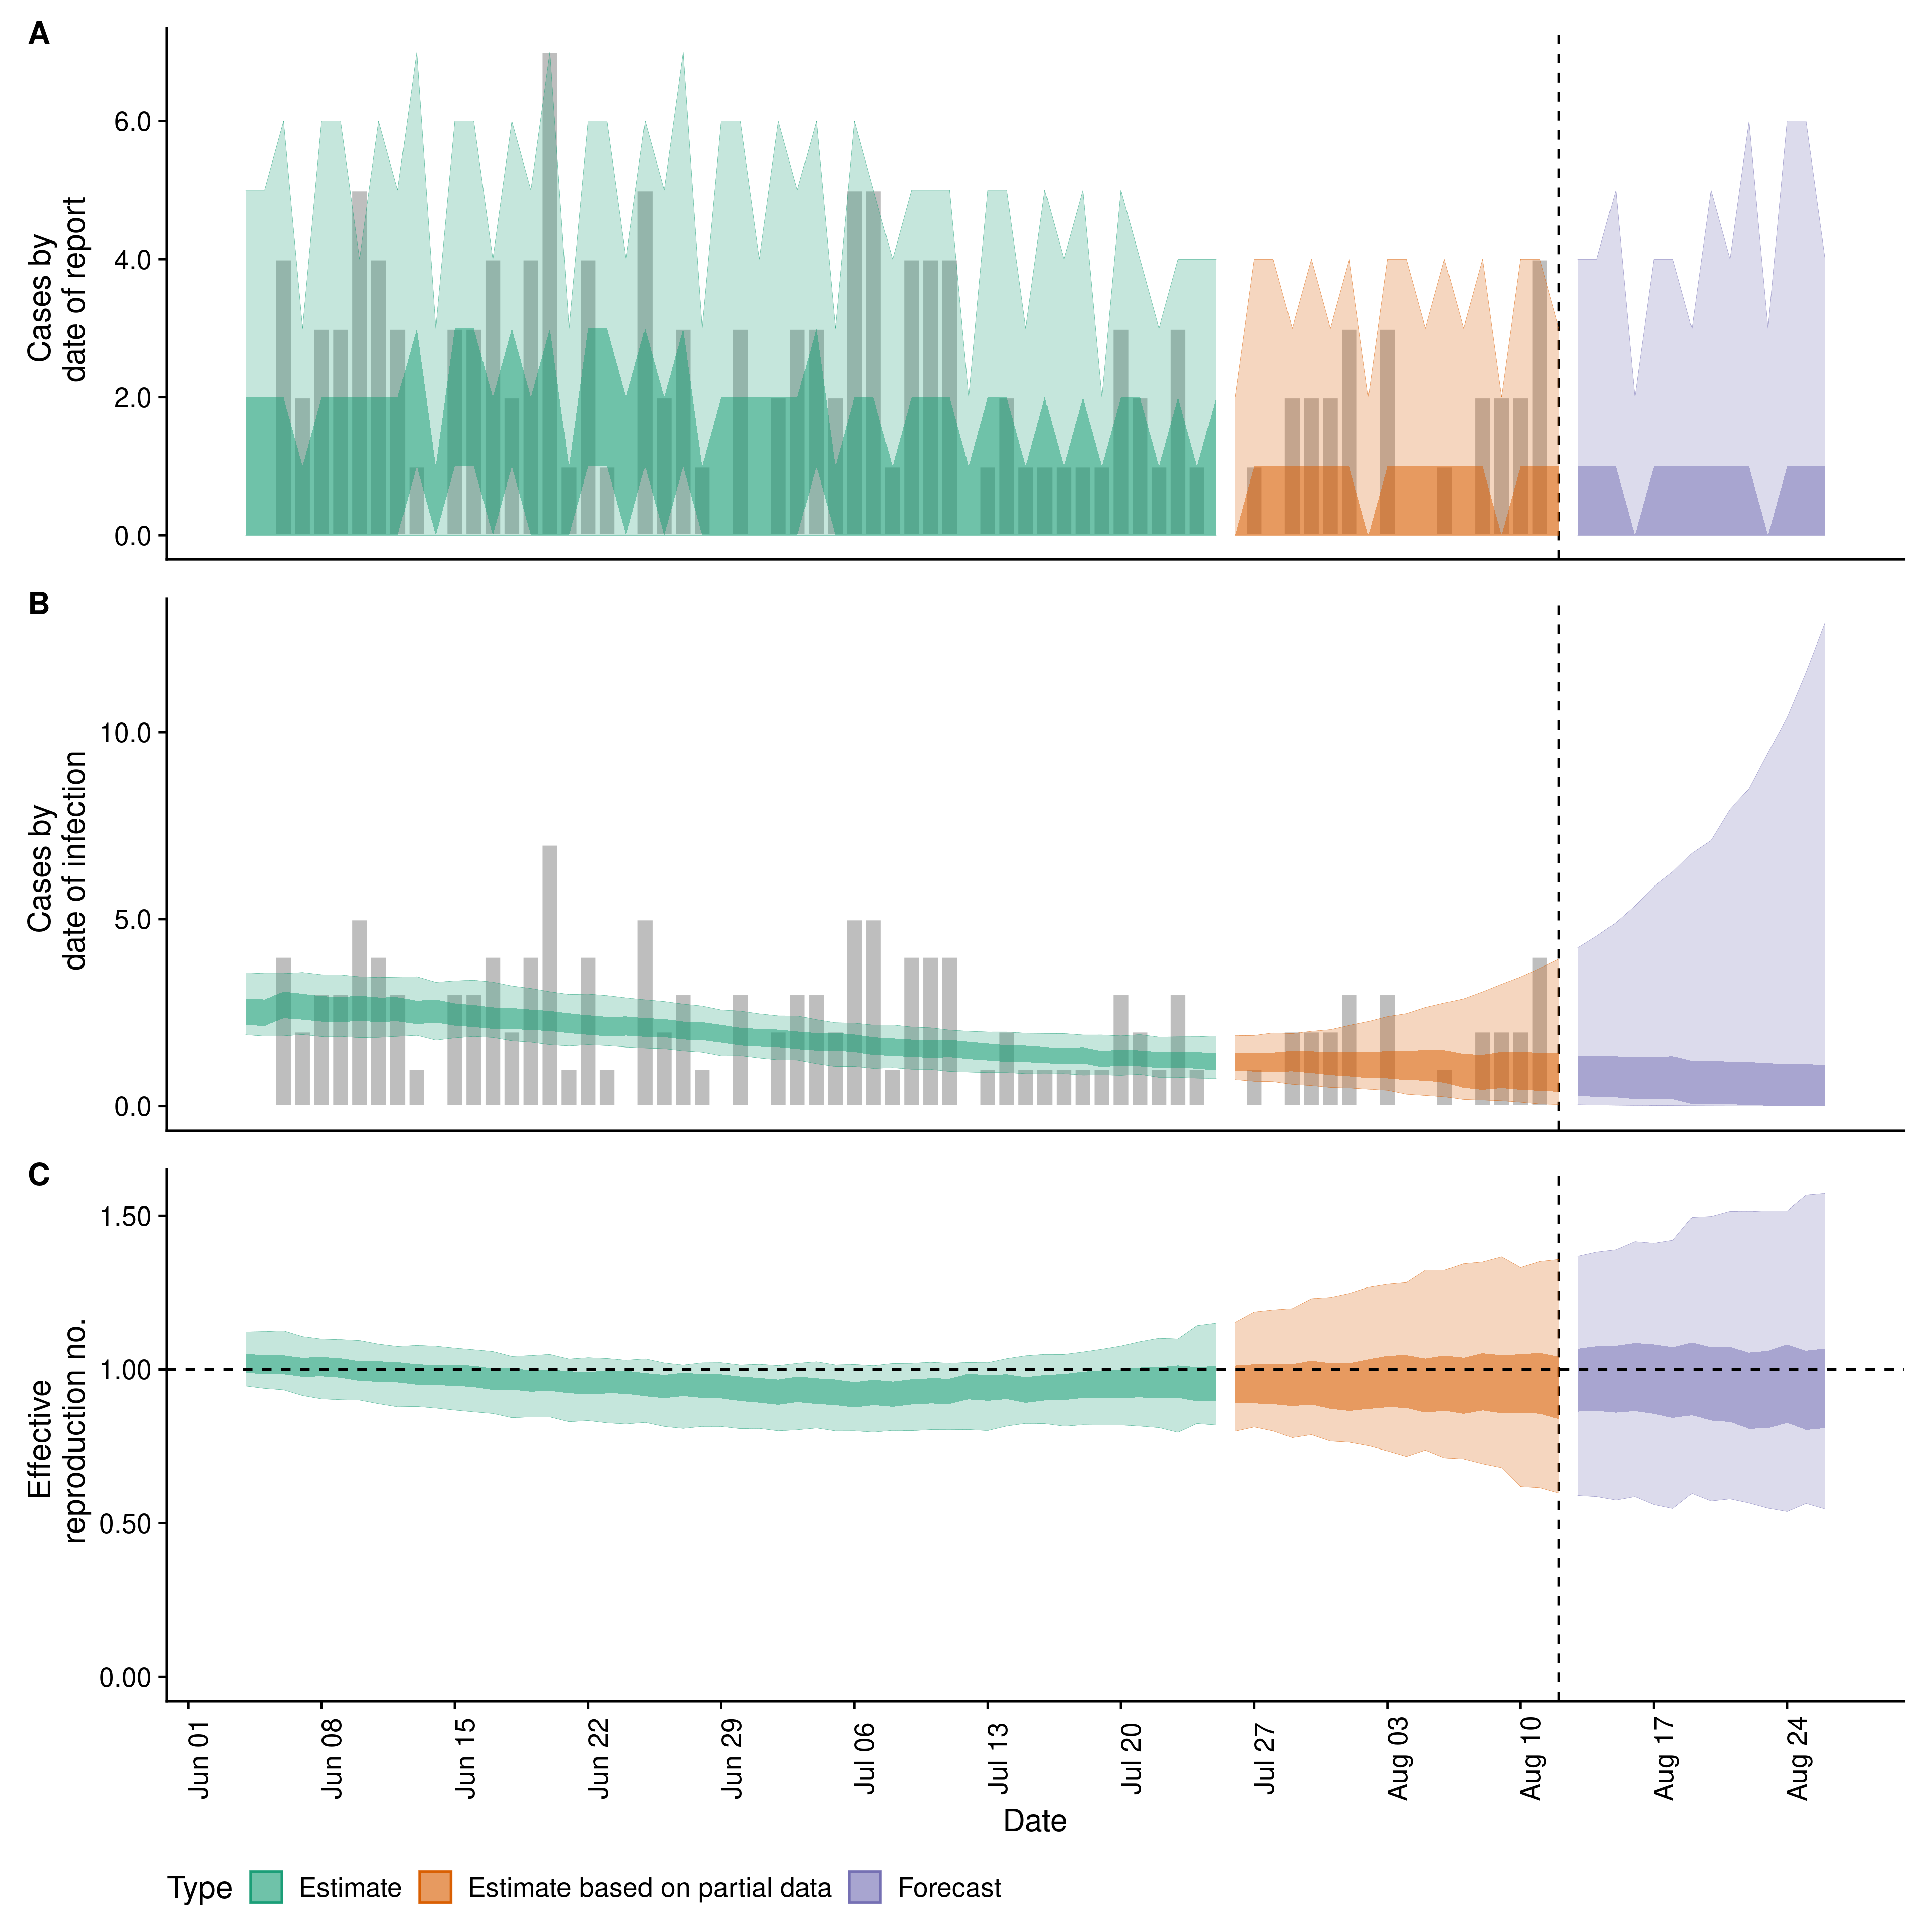 A
Cases by
date of report
6.0
4.0
2.0
0.0
B
Cases by
date of infection
10.0
5.0
0.0
C
Effective
reproduction no.
1.50
1.00
0.50
0.00
Jun 01
Jun 08
Jun 15
Jun 22
Jun 29
Jul 06
Jul 13
Jul 20
Jul 27
Aug 03
Aug 10
Aug 17
Aug 24
Date
Type Estimate Estimate based on partial data Forecast